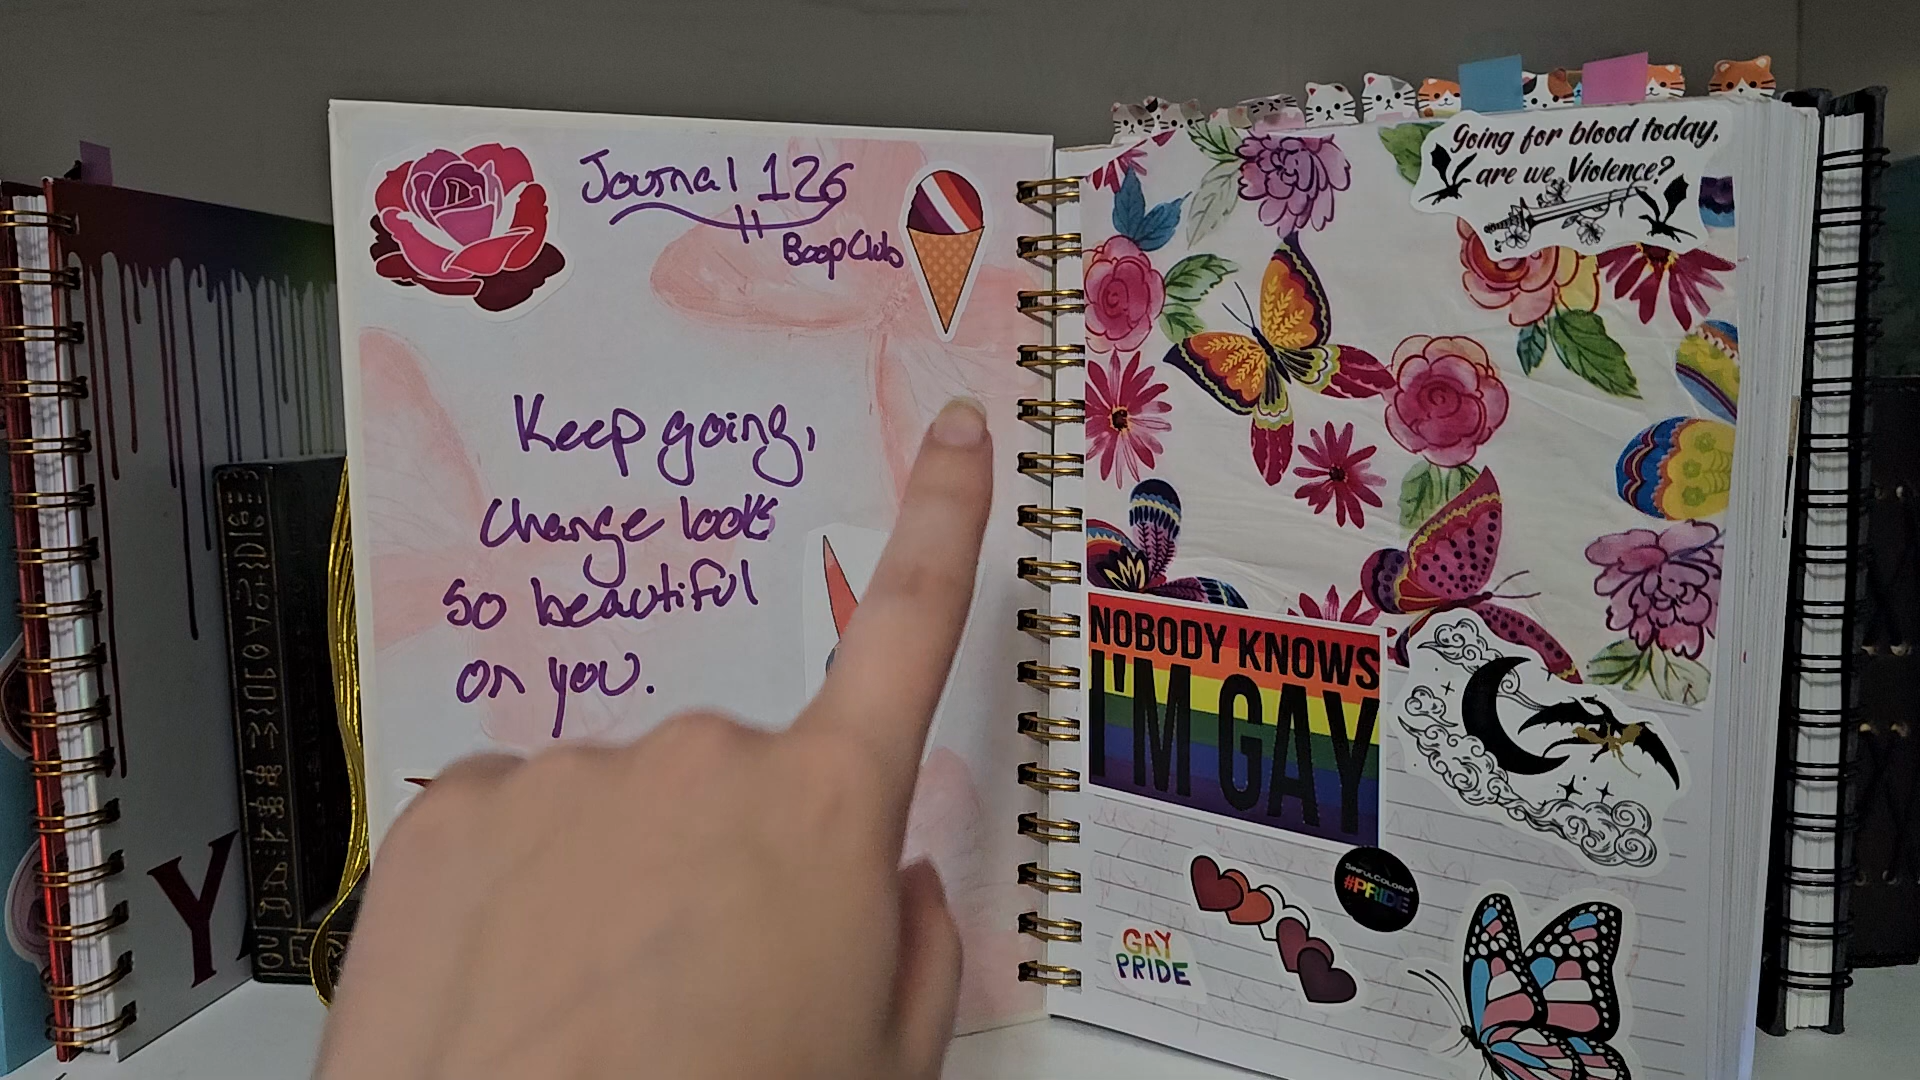 Journal 126
Boop Club
Keep going,
change looks
so beautiful
on you.
Going for blood today,
are we, Violence?
NOBODY KNOWS
I'M GAY
SINFULCOLORS
#PRIDE
GAY
PRIDE
Y